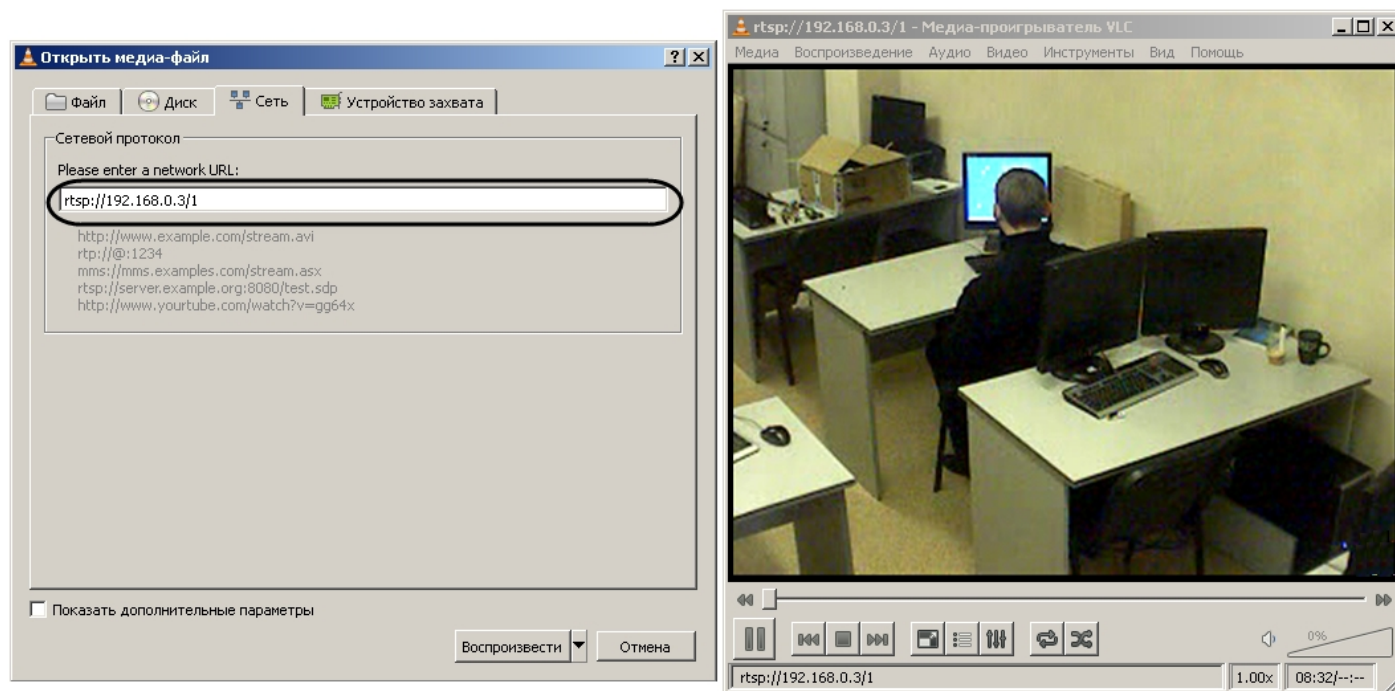 Открыть медиа-файл
Файл
Диск
Сеть
Устройство захвата
Сетевой протокол
Please enter a network URL:
rtsp://192.168.0.3/1
http://www.example.com/stream.avi
rtp://@:1234
mms://mms.examples.com/stream.asx
rtsp://server.example.org:8080/test.sdp
http://www.yourtube.com/watch?v=gg64x
Показать дополнительные параметры
Воспроизвести
Отмена
rtsp://192.168.0.3/1 - Медиа-проигрыватель VLC
Медиа Воспроизведение Аудио Видео Инструменты Вид Помощь
0%
rtsp://192.168.0.3/1
1.00x
08:32/--:--